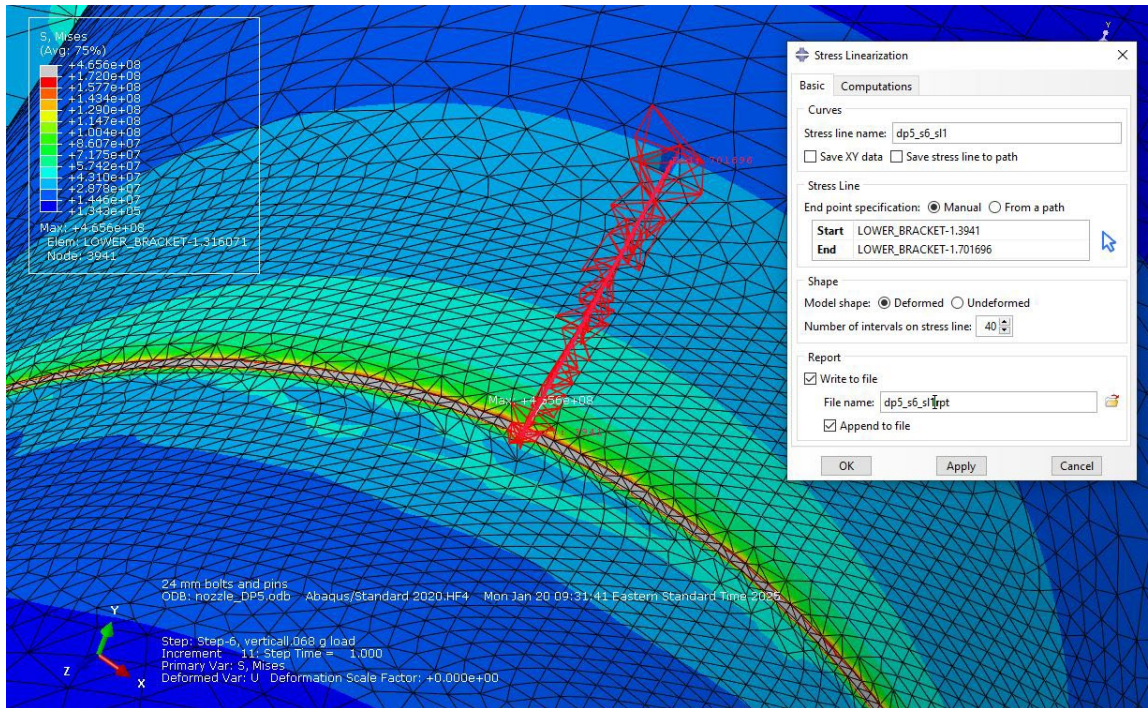 S, Mises
(Avg: 75%)
+4.656e+08
+1.720e+08
+1.577e+08
+1.434e+08
+1.290e+08
+1.147e+08
+1.004e+08
+8.607e+07
+7.175e+07
+5.742e+07
+4.310e+07
+2.878e+07
+1.446e+07
+1.343e+05
Max: +4.656e+08
Elem: LOWER_BRACKET-1.316071
Node: 3941
701696
Max: +4.656e+08
24 mm bolts and pins
ODB: nozzle_DP5.odb Abaqus/Standard 2020.HF4 Mon Jan 20 09:31:41 Eastern Standard Time 2025
Step: Step-6, verticall.068 g load
Increment 11: Step Time = 1.000
Primary Var: S, Mises
Deformed Var: U Deformation Scale Factor: +0.000e+00
Y
Z
X
Y
Stress Linearization
Basic
Computations
Curves
Stress line name: dp5_s6_sl1
Save XY data Save stress line to path
Stress Line
End point specification: Manual From a path
Start LOWER_BRACKET-1.3941
End LOWER_BRACKET-1.701696
Shape
Model shape: Deformed Undeformed
Number of intervals on stress line: 40
Report
Write to file
File name: dp5_s6_sl1.rpt
Append to file
OK Apply Cancel